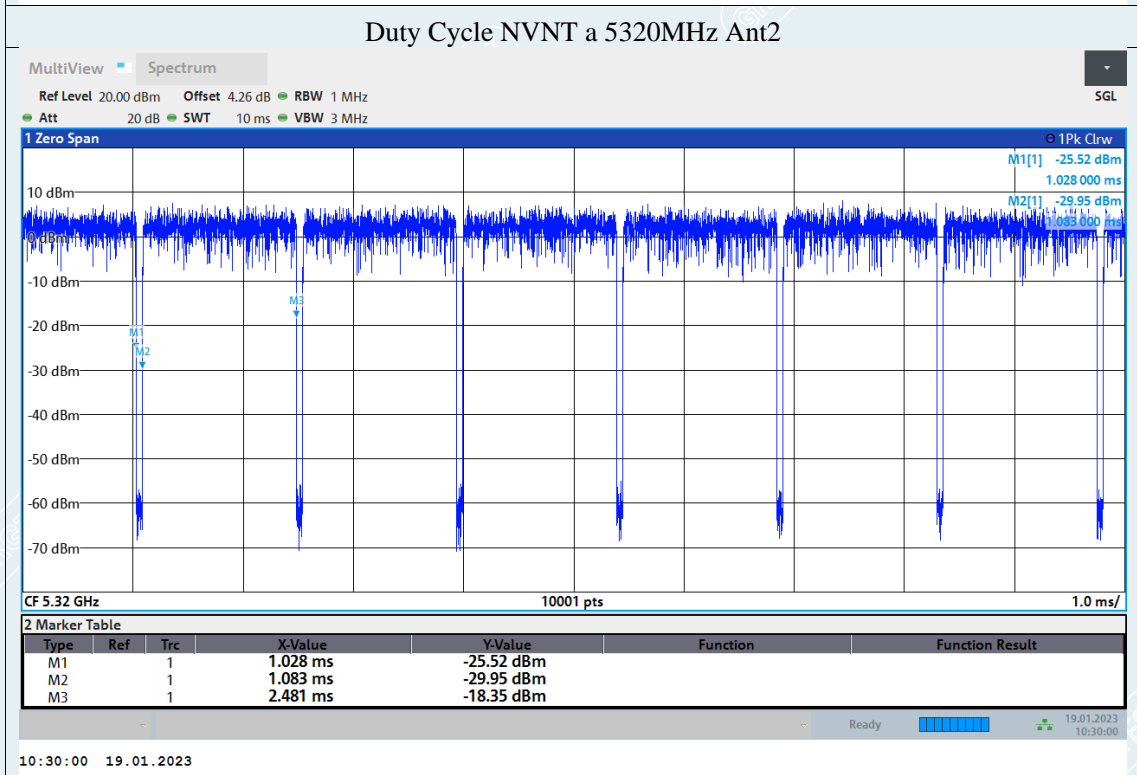 Duty Cycle NVNT a 5320MHz Ant2
MultiView Spectrum
Ref Level 20.00 dBm Offset 4.26 dB RBW 1 MHz SGL
Att 20 dB SWT 10 ms VBW 3 MHz
1 Zero Span 1Pk Clrw
M1[1] -25.52 dBm
1.028 000 ms
10 dBm
M2[1] -29.95 dBm
1.083 000 ms
0 dBm
-10 dBm
M3
-20 dBm
M1
M2
-30 dBm
-40 dBm
-50 dBm
-60 dBm
-70 dBm
CF 5.32 GHz 10001 pts 1.0 ms/
2 Marker Table
Type Ref Trc X-Value Y-Value Function Function Result
M1 1 1.028 ms -25.52 dBm
M2 1 1.083 ms -29.95 dBm
M3 1 2.481 ms -18.35 dBm
Ready 19.01.2023
10:30:00
10:30:00 19.01.2023